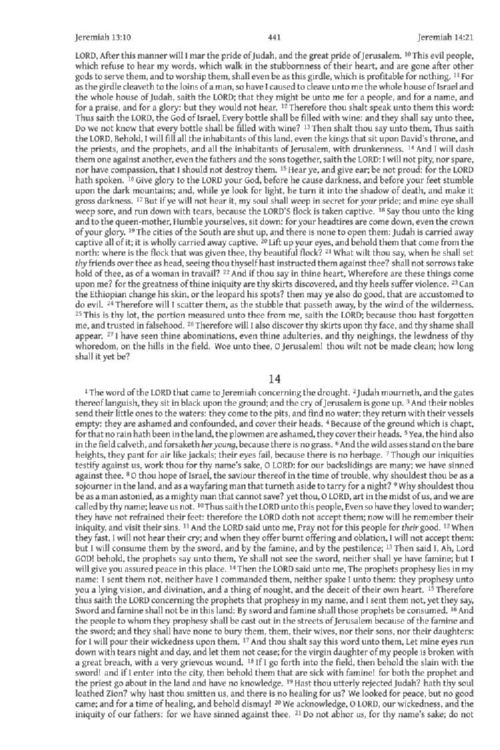 Jeremiah 13:10 441 Jeremiah 14:21
LORD, After this manner will I mar the pride of Judah, and the great pride of Jerusalem. 10 This evil people,
which refuse to hear my words, which walk in the stubbornness of their heart, and are gone after other
gods to serve them, and to worship them, shall even be as this girdle, which is profitable for nothing. 11 For
as the girdle cleaveth to the loins of a man, so have I caused to cleave unto me the whole house of Israel and
the whole house of Judah, saith the LORD; that they might be unto me for a people, and for a name, and
for a praise, and for a glory: but they would not hear. 12 Therefore thou shalt speak unto them this word:
Thus saith the LORD, the God of Israel, Every bottle shall be filled with wine: and they shall say unto thee,
Do we not know that every bottle shall be filled with wine? 13 Then shalt thou say unto them, Thus saith
the LORD, Behold, I will fill all the inhabitants of this land, even the kings that sit upon David's throne, and
the priests, and the prophets, and all the inhabitants of Jerusalem, with drunkenness. 14 And I will dash
them one against another, even the fathers and the sons together, saith the LORD: I will not pity, nor spare,
nor have compassion, that I should not destroy them. 15 Hear ye, and give ear; be not proud: for the LORD
hath spoken. 16 Give glory to the LORD your God, before he cause darkness, and before your feet stumble
upon the dark mountains; and, while ye look for light, he turn it into the shadow of death, and make it
gross darkness. 17 But if ye will not hear it, my soul shall weep in secret for your pride; and mine eye shall
weep sore, and run down with tears, because the LORD'S flock is taken captive. 18 Say thou unto the king
and to the queen-mother, Humble yourselves, sit down: for your headtires are come down, even the crown
of your glory. 19 The cities of the South are shut up, and there is none to open them: Judah is carried away
captive all of it; it is wholly carried away captive. 20 Lift up your eyes, and behold them that come from the
north: where is the flock that was given thee, thy beautiful flock? 21 What wilt thou say, when he shall set
thy friends over thee as head, seeing thou thyself hast instructed them against thee? shall not sorrows take
hold of thee, as of a woman in travail? 22 And if thou say in thine heart, Wherefore are these things come
upon me? for the greatness of thine iniquity are thy skirts discovered, and thy heels suffer violence. 23 Can
the Ethiopian change his skin, or the leopard his spots? then may ye also do good, that are accustomed to
do evil. 24 Therefore will I scatter them, as the stubble that passeth away, by the wind of the wilderness.
25 This is thy lot, the portion measured unto thee from me, saith the LORD; because thou hast forgotten
me, and trusted in falsehood. 26 Therefore will I also discover thy skirts upon thy face, and thy shame shall
appear. 27 I have seen thine abominations, even thine adulteries, and thy neighings, the lewdness of thy
whoredom, on the hills in the field. Woe unto thee, O Jerusalem! thou wilt not be made clean; how long
shall it yet be?
14
1 The word of the LORD that came to Jeremiah concerning the drought. 2 Judah mourneth, and the gates
thereof languish, they sit in black upon the ground; and the cry of Jerusalem is gone up. 3 And their nobles
send their little ones to the waters: they come to the pits, and find no water; they return with their vessels
empty: they are ashamed and confounded, and cover their heads. 4 Because of the ground which is chapt,
for that no rain hath been in the land, the plowmen are ashamed, they cover their heads. 5 Yea, the hind also
in the field calveth, and forsaketh her young, because there is no grass. 6 And the wild asses stand on the bare
heights, they pant for air like jackals; their eyes fail, because there is no herbage. 7 Though our iniquities
testify against us, work thou for thy name's sake, O LORD: for our backslidings are many; we have sinned
against thee. 8 O thou hope of Israel, the saviour thereof in the time of trouble, why shouldest thou be as a
sojourner in the land, and as a wayfaring man that turneth aside to tarry for a night? 9 Why shouldest thou
be as a man astonied, as a mighty man that cannot save? yet thou, O LORD, art in the midst of us, and we are
called by thy name; leave us not. 10 Thus saith the LORD unto this people, Even so have they loved to wander;
they have not refrained their feet: therefore the LORD doth not accept them; now will he remember their
iniquity, and visit their sins. 11 And the LORD said unto me, Pray not for this people for their good. 12 When
they fast, I will not hear their cry; and when they offer burnt offering and oblation, I will not accept them:
but I will consume them by the sword, and by the famine, and by the pestilence; 13 Then said I, Ah, Lord
GOD! behold, the prophets say unto them, Ye shall not see the sword, neither shall ye have famine; but I
will give you assured peace in this place. 14 Then the LORD said unto me, The prophets prophesy lies in my
name: I sent them not, neither have I commanded them, neither spake I unto them: they prophesy unto
you a lying vision, and divination, and a thing of nought, and the deceit of their own heart. 15 Therefore
thus saith the LORD concerning the prophets that prophesy in my name, and I sent them not, yet they say,
Sword and famine shall not be in this land: By sword and famine shall those prophets be consumed. 16 And
the people to whom they prophesy shall be cast out in the streets of Jerusalem because of the famine and
the sword; and they shall have none to bury them, them, their wives, nor their sons, nor their daughters:
for I will pour their wickedness upon them. 17 And thou shalt say this word unto them, Let mine eyes run
down with tears night and day, and let them not cease; for the virgin daughter of my people is broken with
a great breach, with a very grievous wound. 18 If I go forth into the field, then behold the slain with the
sword! and if I enter into the city, then behold them that are sick with famine! for both the prophet and
the priest go about in the land and have no knowledge. 19 Hast thou utterly rejected Judah? hath thy soul
loathed Zion? why hast thou smitten us, and there is no healing for us? We looked for peace, but no good
came; and for a time of healing, and behold dismay! 20 We acknowledge, O LORD, our wickedness, and the
iniquity of our fathers: for we have sinned against thee. 21 Do not abhor us, for thy name's sake; do not